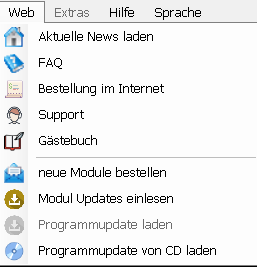 Web Extras Hilfe Sprache
Aktuelle News laden
FAQ
Bestellung im Internet
Support
Gästebuch
neue Module bestellen
Modul Updates einlesen
Programmupdate laden
Programmupdate von CD laden